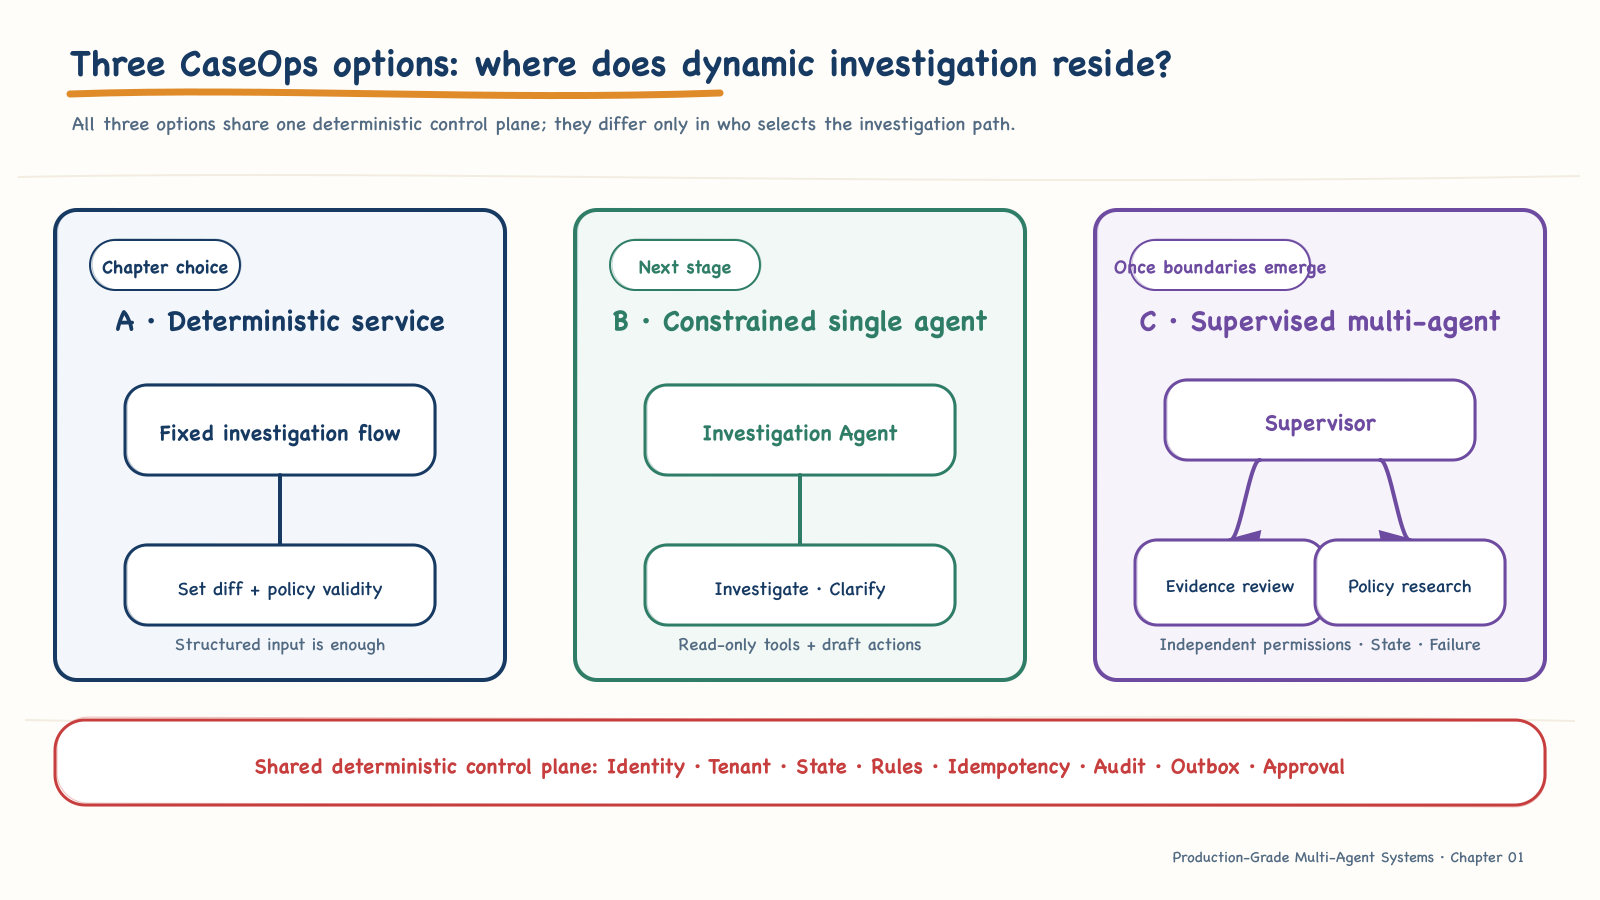 Three CaseOps options: where does dynamic investigation reside?
All three options share one deterministic control plane; they differ only in who selects the investigation path.
Chapter choice
A · Deterministic service
Fixed investigation flow
Set diff + policy validity
Structured input is enough
Next stage
B · Constrained single agent
Investigation Agent
Investigate · Clarify
Read-only tools + draft actions
Once boundaries emerge
C · Supervised multi-agent
Supervisor
Evidence review
Policy research
Independent permissions · State · Failure
Shared deterministic control plane: Identity · Tenant · State · Rules · Idempotency · Audit · Outbox · Approval
Production-Grade Multi-Agent Systems · Chapter 01